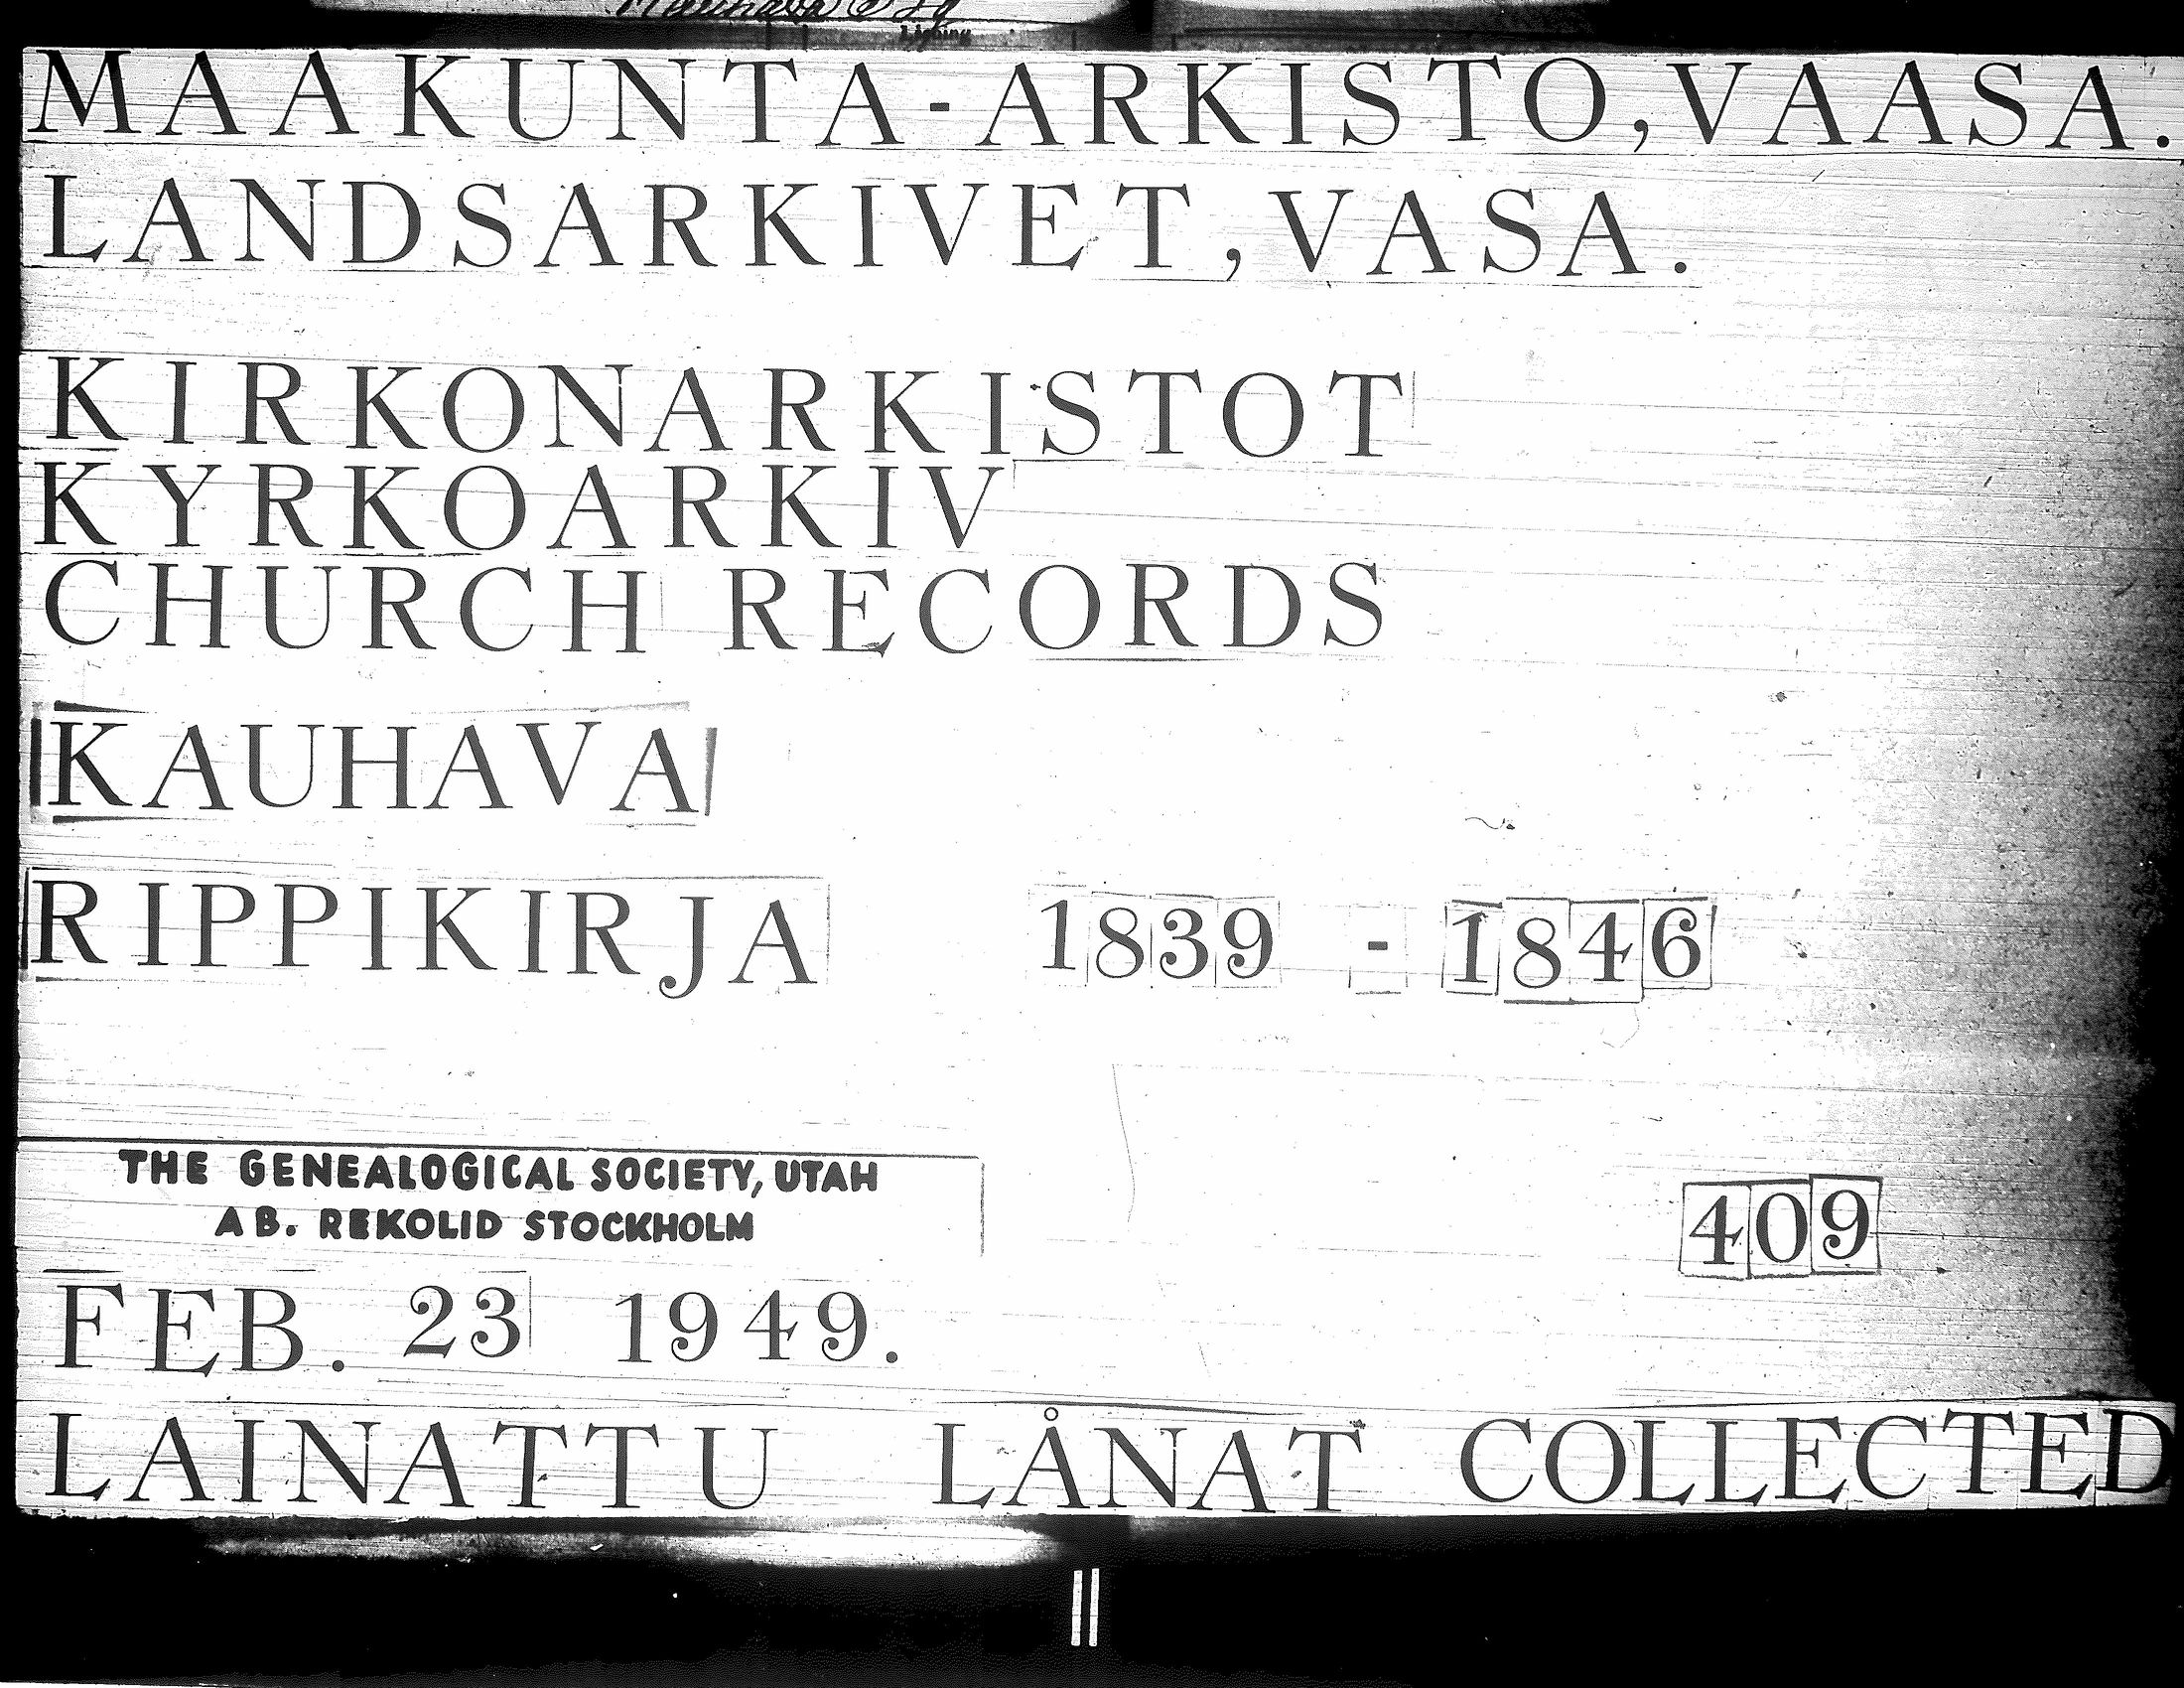 MAAKUNTA-ARKISTO, VAASA.
LANDSARKIVET, VASA.
KIRKONARKISTOT
KYRKOARKIV
CHURCH RECORDS
KAUHAVA
RIPPIKIRJA 1839 - 1846
THE GENEALOGICAL SOCIETY, UTAH
AB. REKOLID STOCKHOLM
409
FEB. 23 1949.
LAINATTU LÅNAT COLLECTED